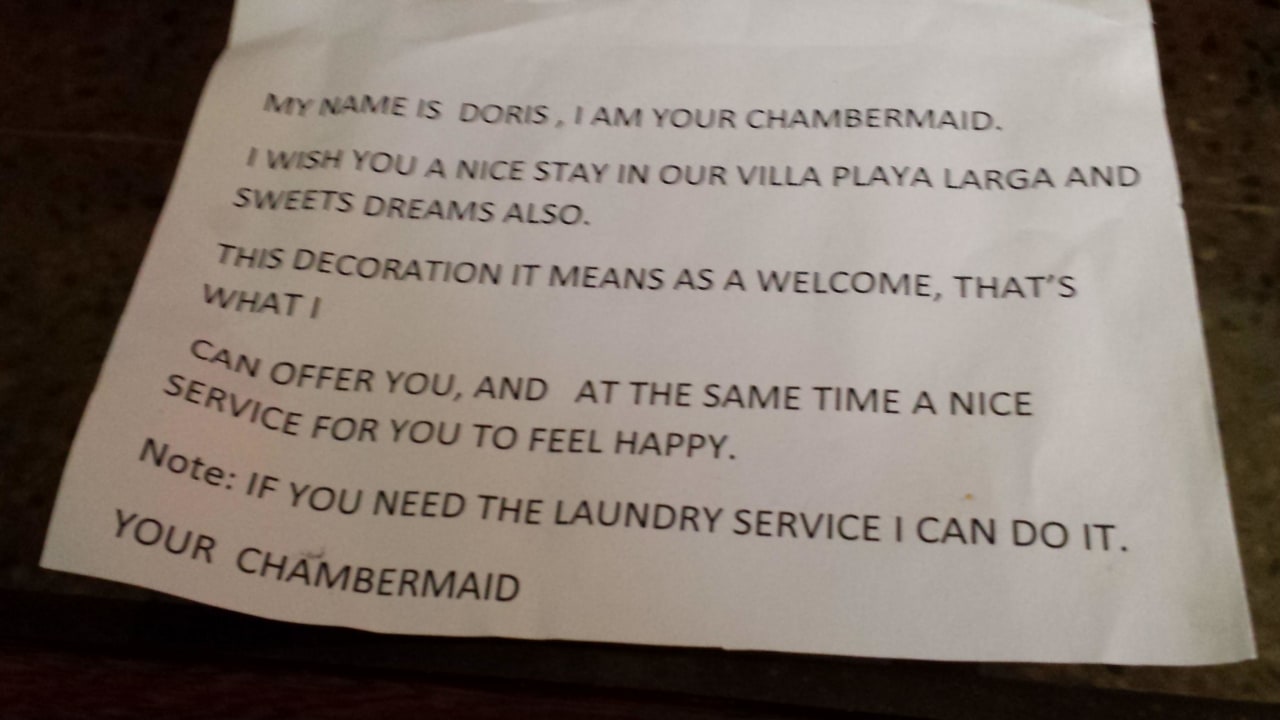 MY NAME IS DORIS , I AM YOUR CHAMBERMAID.
I WISH YOU A NICE STAY IN OUR VILLA PLAYA LARGA AND
SWEETS DREAMS ALSO.
THIS DECORATION IT MEANS AS A WELCOME, THAT'S
WHAT I
CAN OFFER YOU, AND AT THE SAME TIME A NICE
SERVICE FOR YOU TO FEEL HAPPY.
Note: IF YOU NEED THE LAUNDRY SERVICE I CAN DO IT.
YOUR CHAMBERMAID